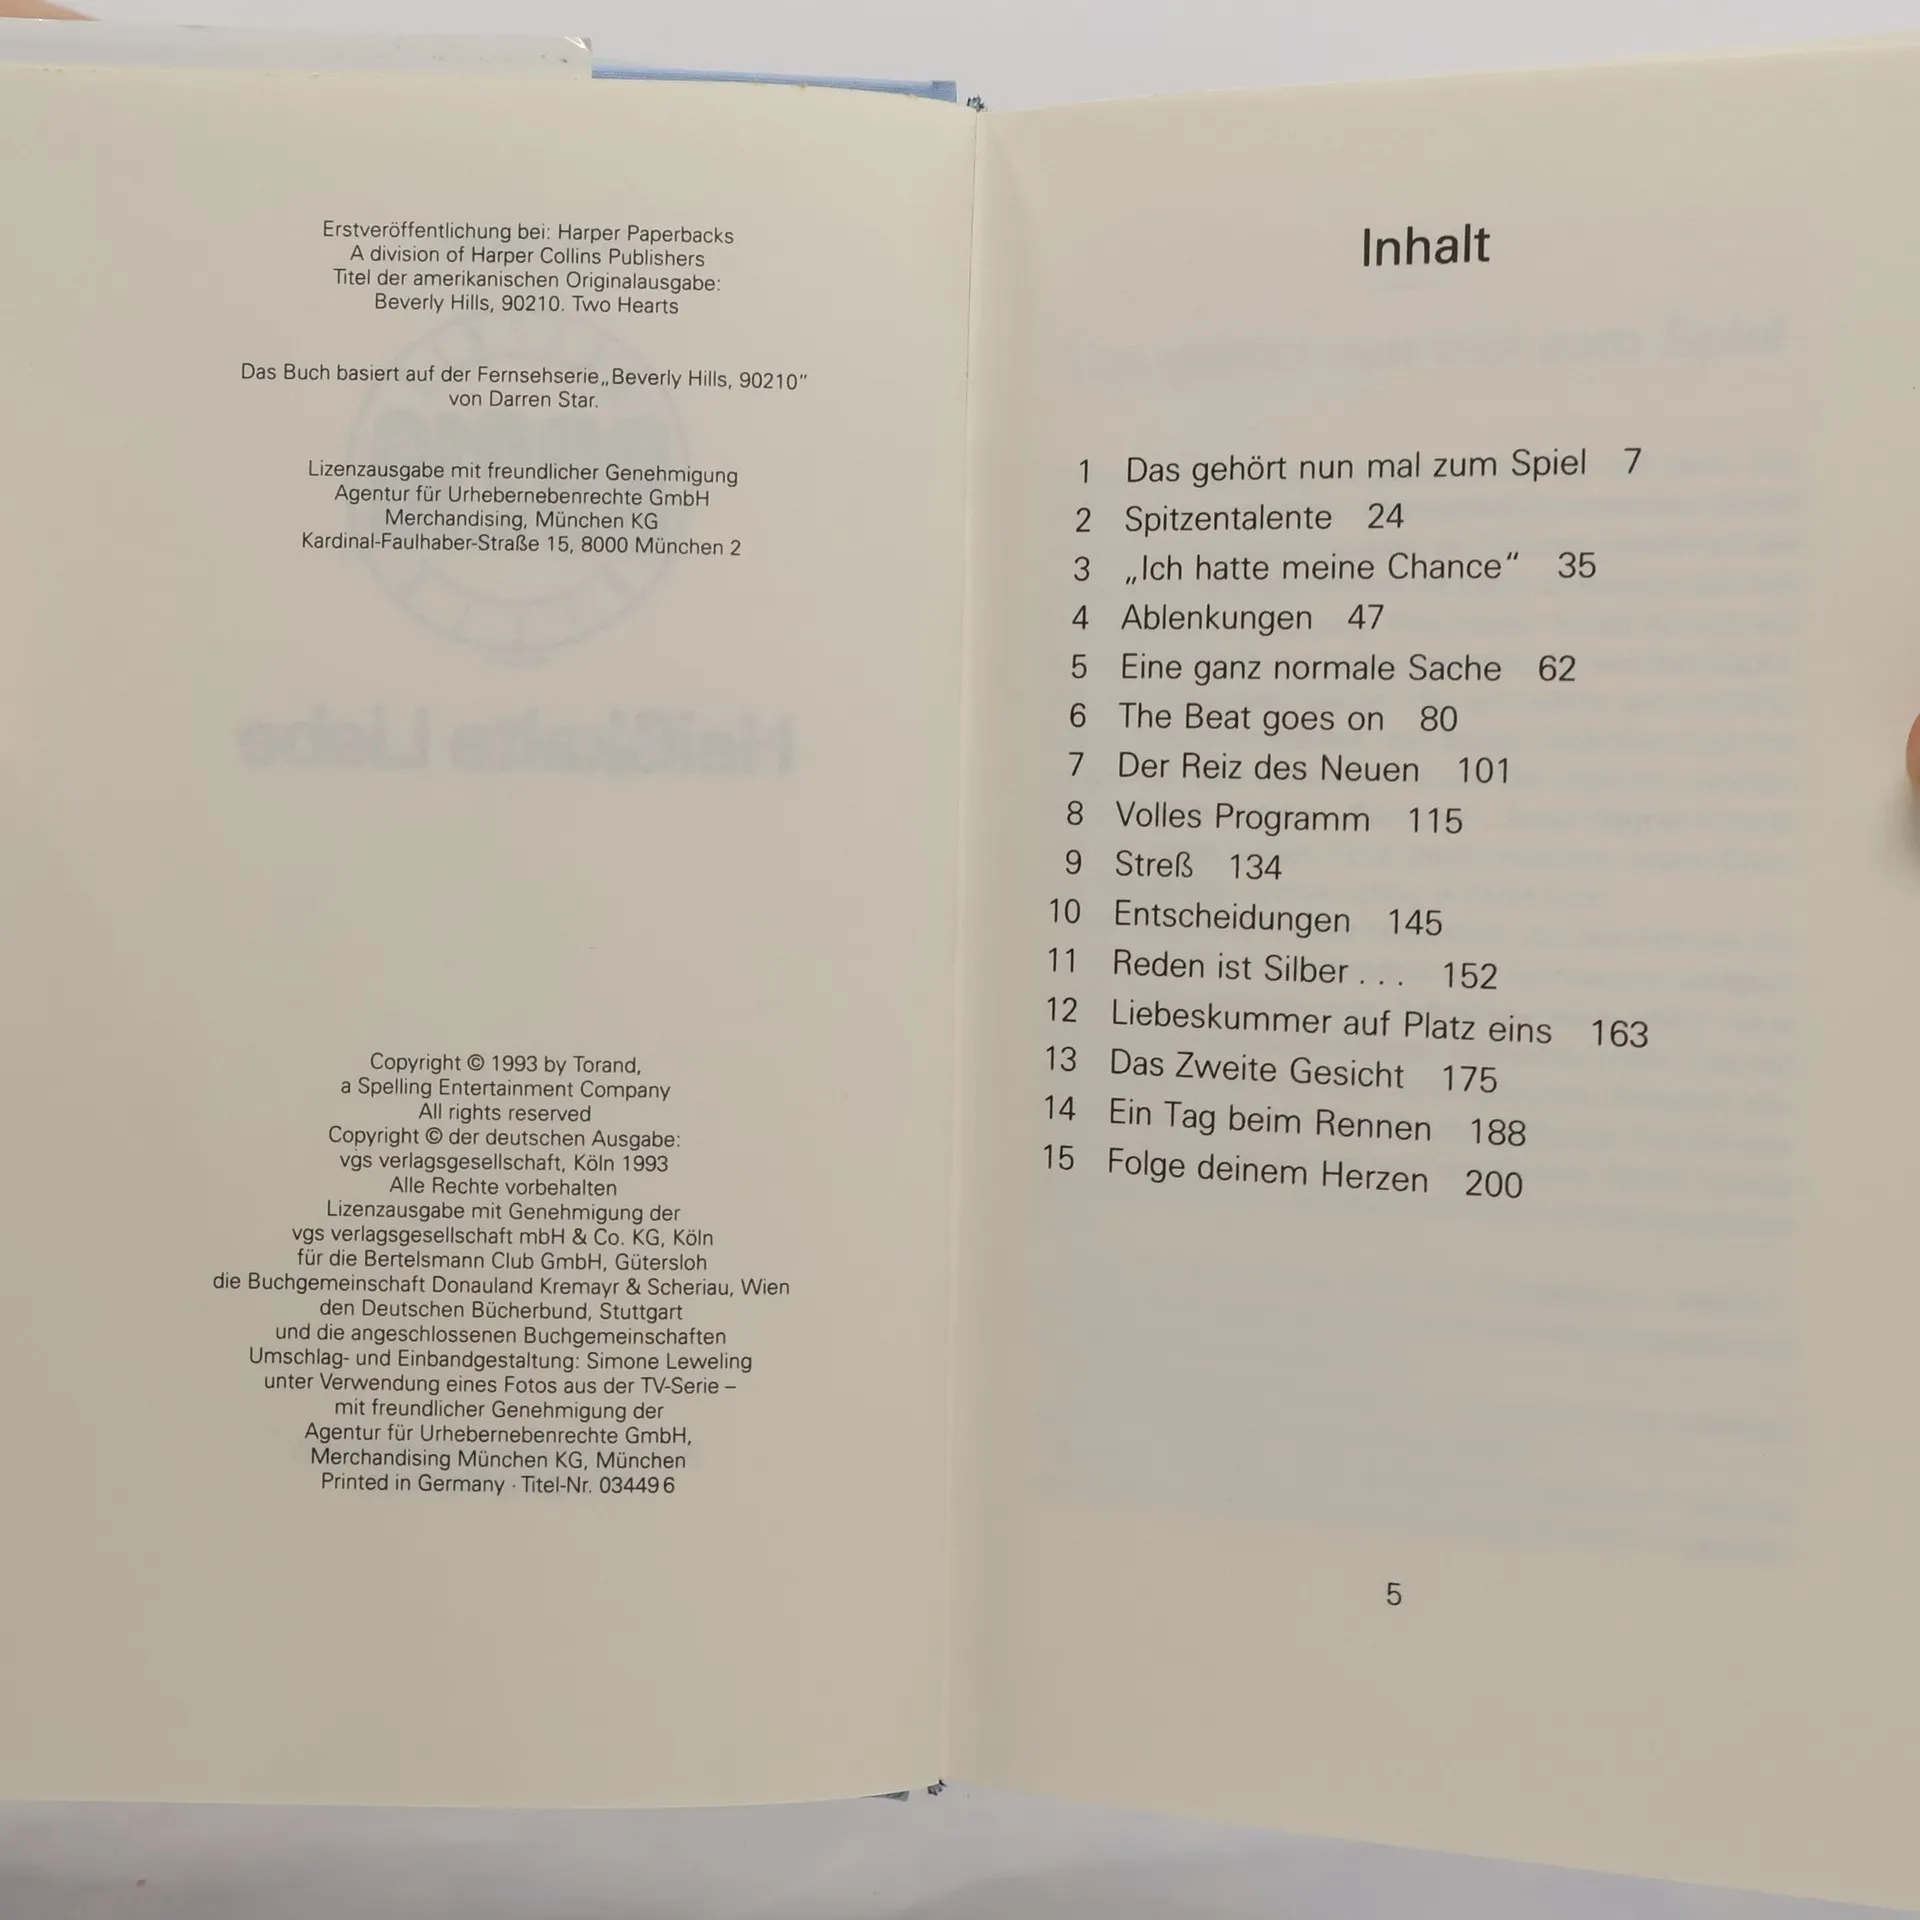 Erstveröffentlichung bei: Harper Paperbacks
A division of Harper Collins Publishers
Titel der amerikanischen Originalausgabe:
Beverly Hills, 90210. Two Hearts
Das Buch basiert auf der Fernsehserie „Beverly Hills, 90210”
von Darren Star.
Lizenzausgabe mit freundlicher Genehmigung
Agentur für Urhebernebenrechte GmbH
Merchandising, München KG
Kardinal-Faulhaber-Straße 15, 8000 München 2
Copyright © 1993 by Torand,
a Spelling Entertainment Company
All rights reserved
Copyright © der deutschen Ausgabe:
vgs verlagsgesellschaft, Köln 1993
Alle Rechte vorbehalten
Lizenzausgabe mit Genehmigung der
vgs verlagsgesellschaft mbH & Co. KG, Köln
für die Bertelsmann Club GmbH, Gütersloh
die Buchgemeinschaft Donauland Kremayr & Scheriau, Wien
den Deutschen Bücherbund, Stuttgart
und die angeschlossenen Buchgemeinschaften
Umschlag- und Einbandgestaltung: Simone Leweling
unter Verwendung eines Fotos aus der TV-Serie –
mit freundlicher Genehmigung der
Agentur für Urhebernebenrechte GmbH,
Merchandising München KG, München
Printed in Germany · Titel-Nr. 03449 6
Inhalt
1 Das gehört nun mal zum Spiel 7
2 Spitzentalente 24
3 „Ich hatte meine Chance“ 35
4 Ablenkungen 47
5 Eine ganz normale Sache 62
6 The Beat goes on 80
7 Der Reiz des Neuen 101
8 Volles Programm 115
9 Streß 134
10 Entscheidungen 145
11 Reden ist Silber . . . 152
12 Liebeskummer auf Platz eins 163
13 Das Zweite Gesicht 175
14 Ein Tag beim Rennen 188
15 Folge deinem Herzen 200
5